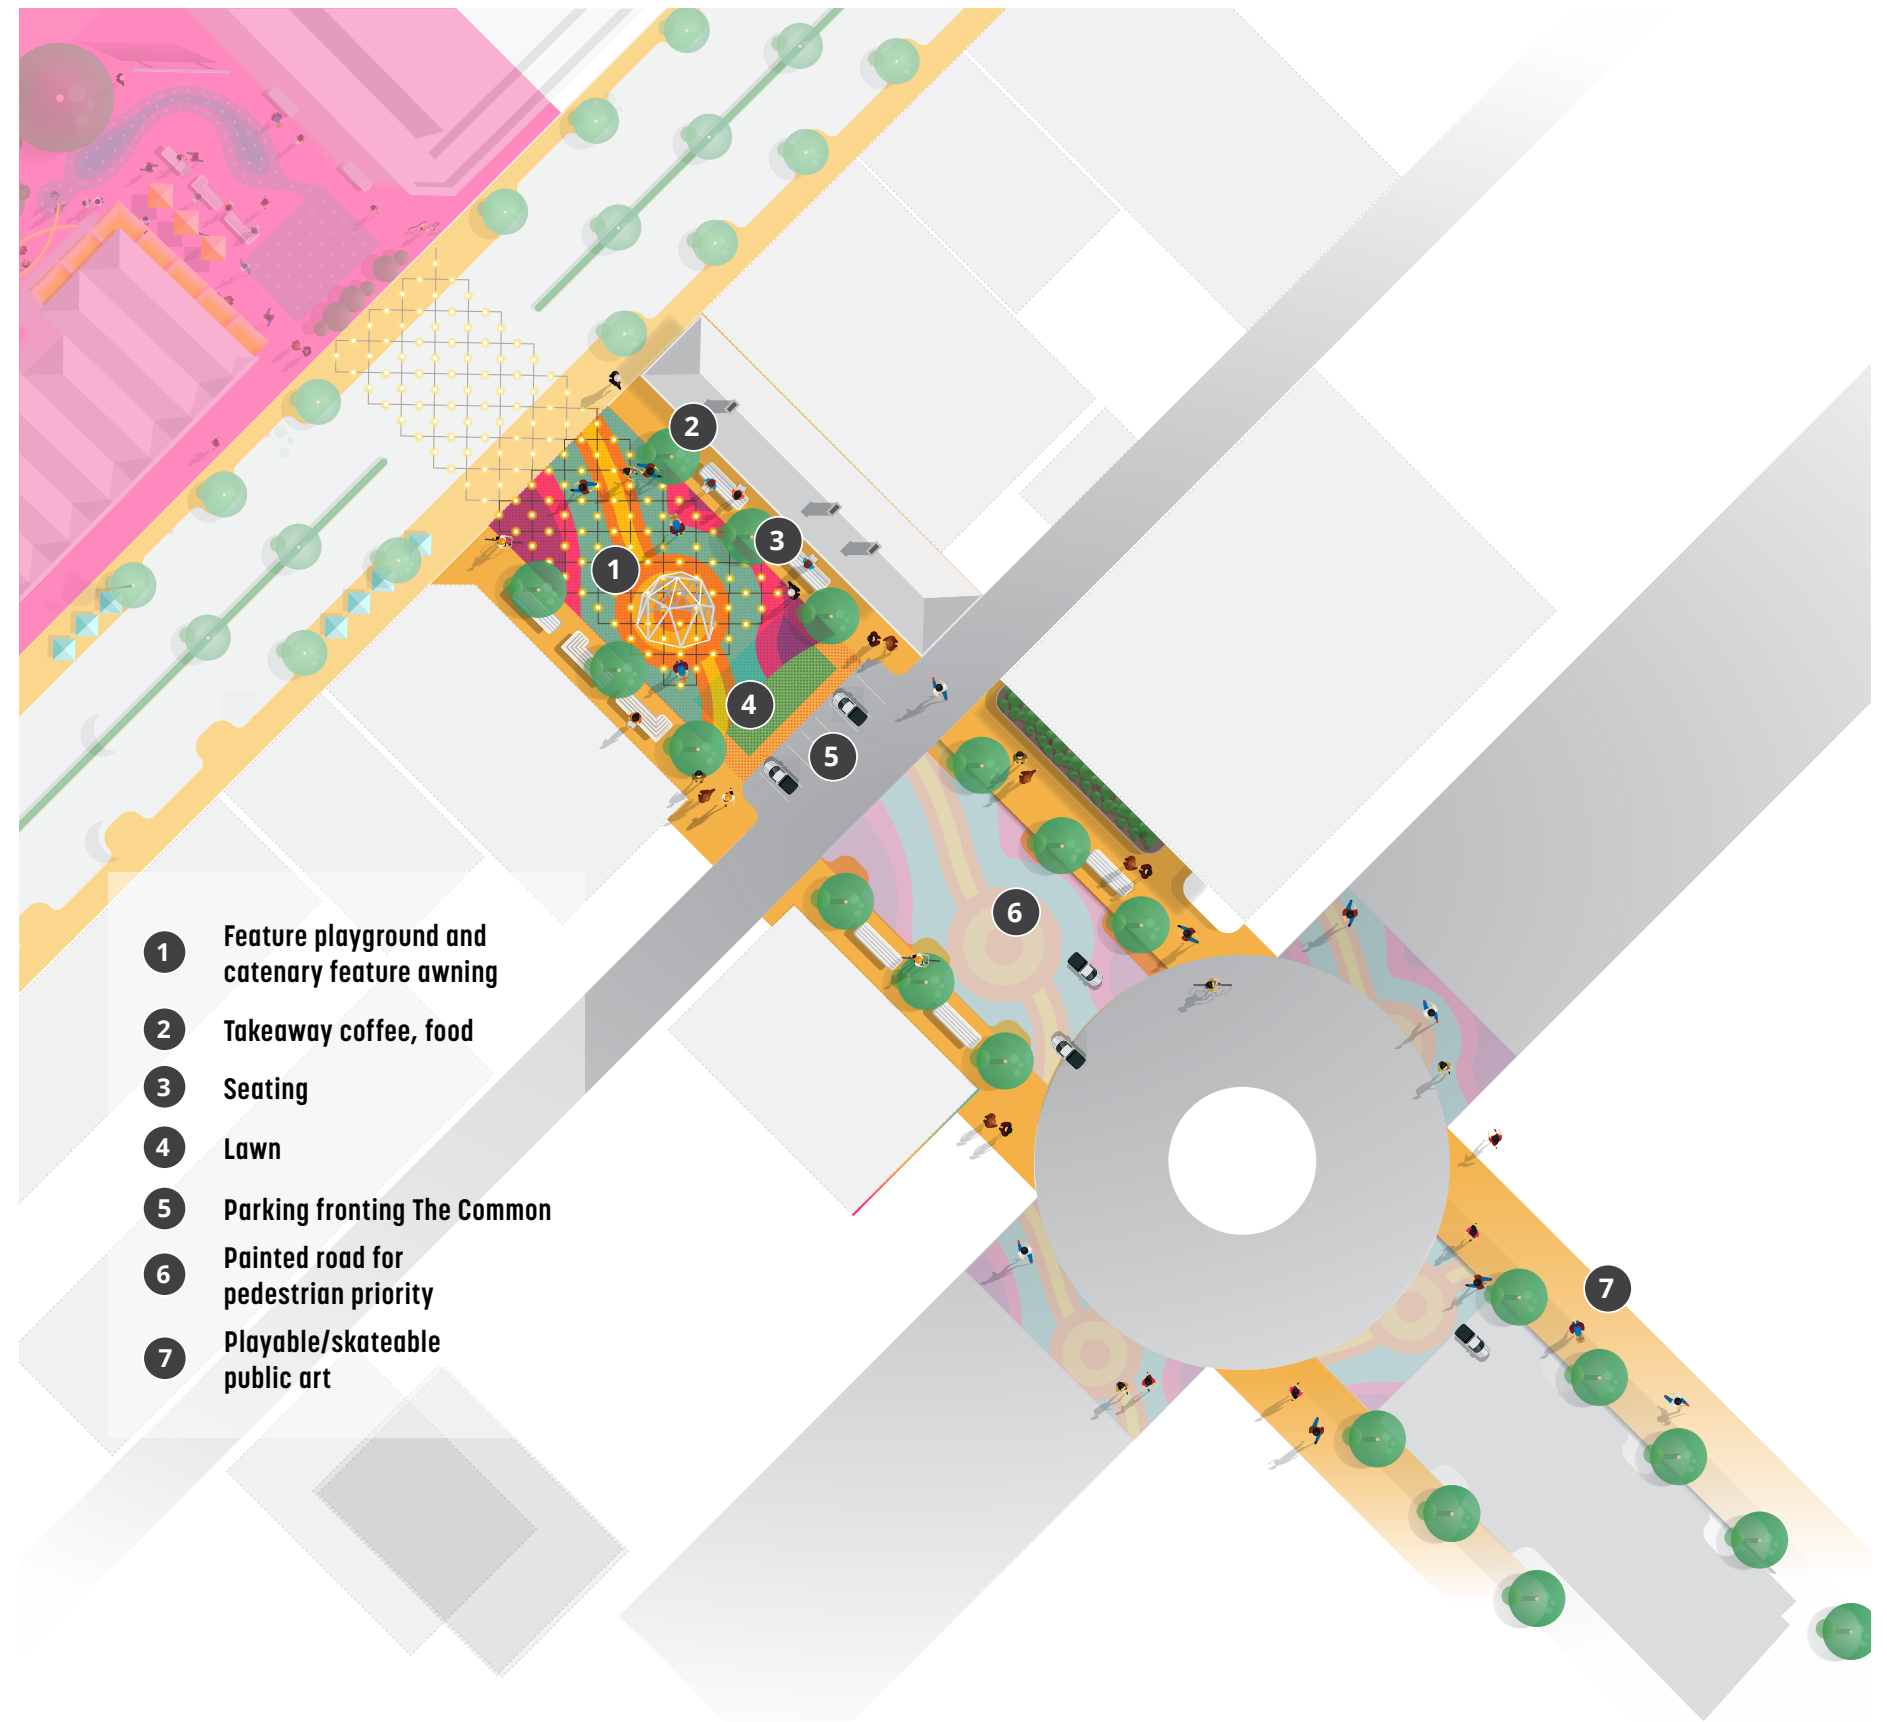 2
3
1
4
5
6
7
1 Feature playground and
catenary feature awning
2 Takeaway coffee, food
3 Seating
4 Lawn
5 Parking fronting The Common
6 Painted road for
pedestrian priority
7 Playable/skateable
public art